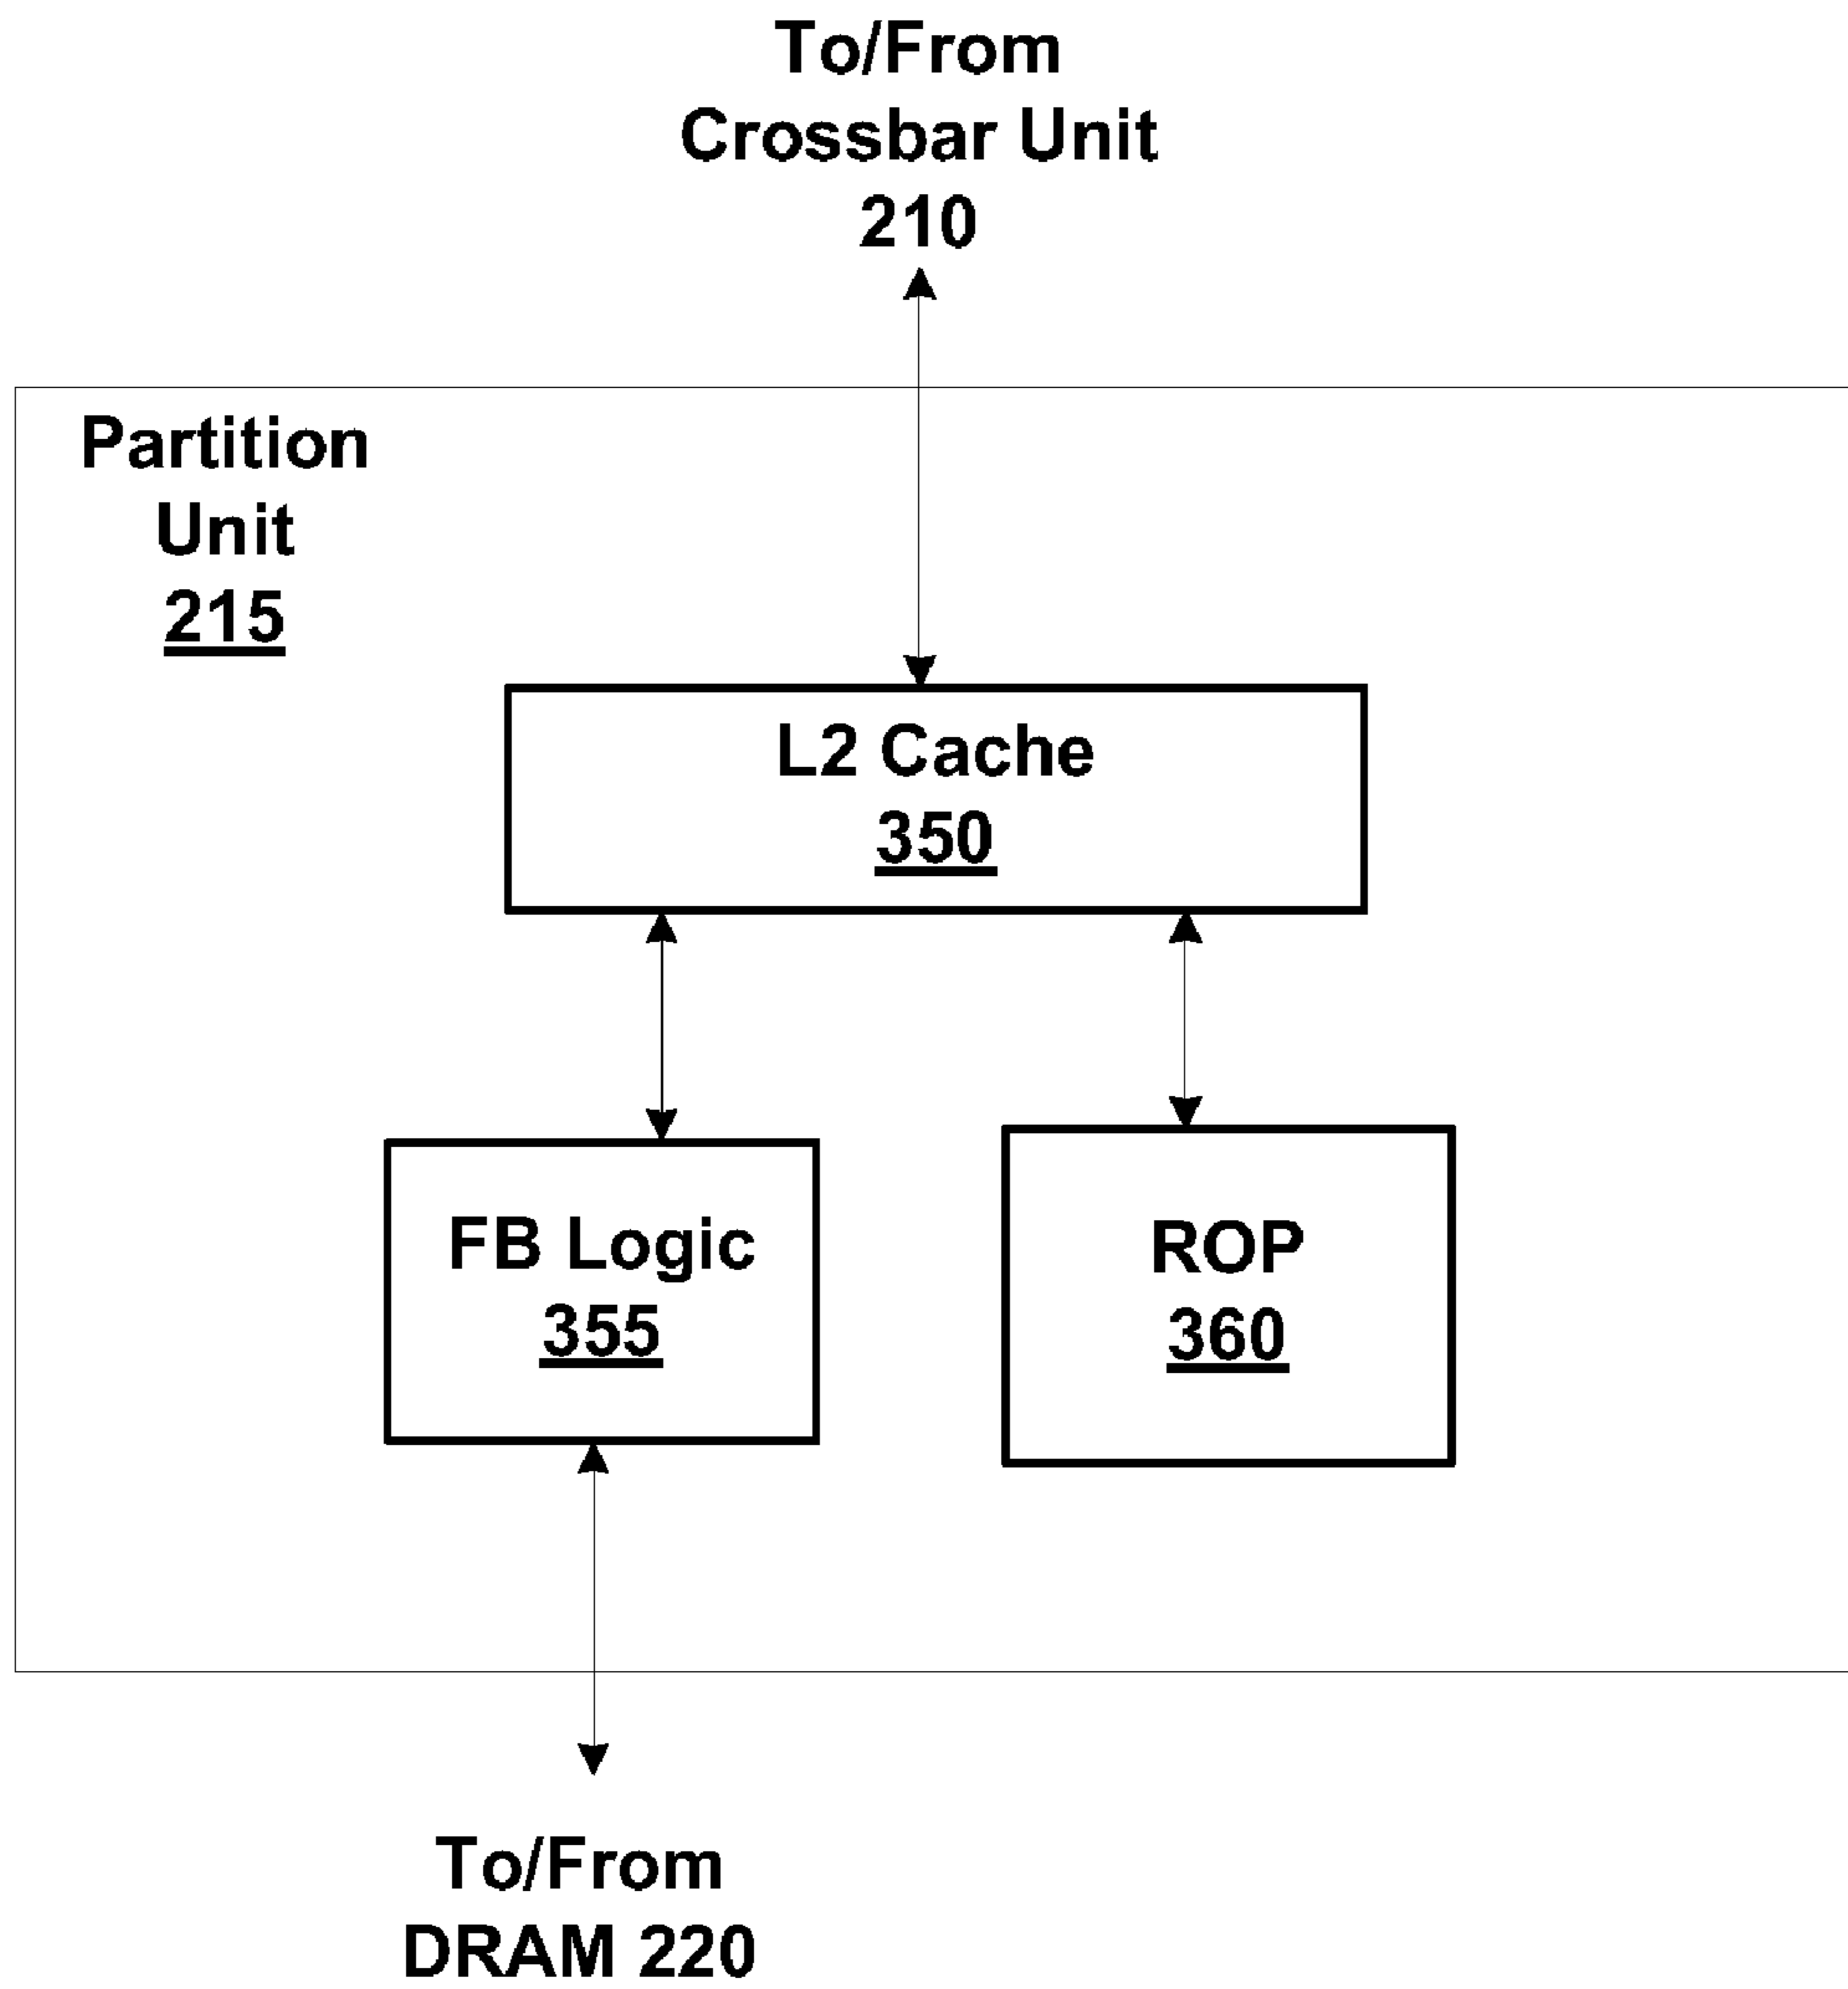 To/From
Crossbar Unit
210
Partition
Unit
215
L2 Cache
350
FB Logic
355
ROP
360
To/From
DRAM 220